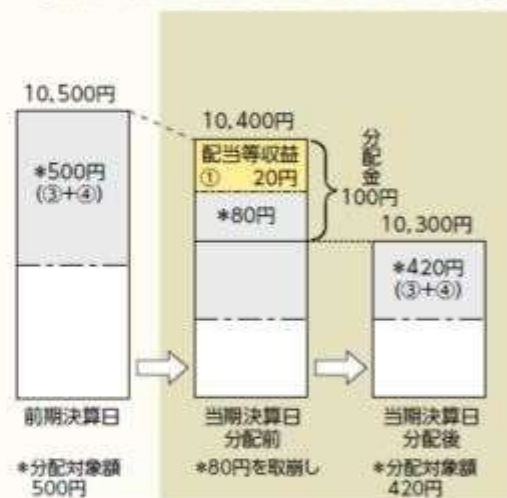 10,500円
*500円
(③+④)
前期決算日
*分配対象額
500円
10,400円
配当等収益
① 20円
*80円
分配金
100円
当期決算日
分配前
*80円を取崩し
10,300円
*420円
(③+④)
当期決算日
分配後
*分配対象額
420円